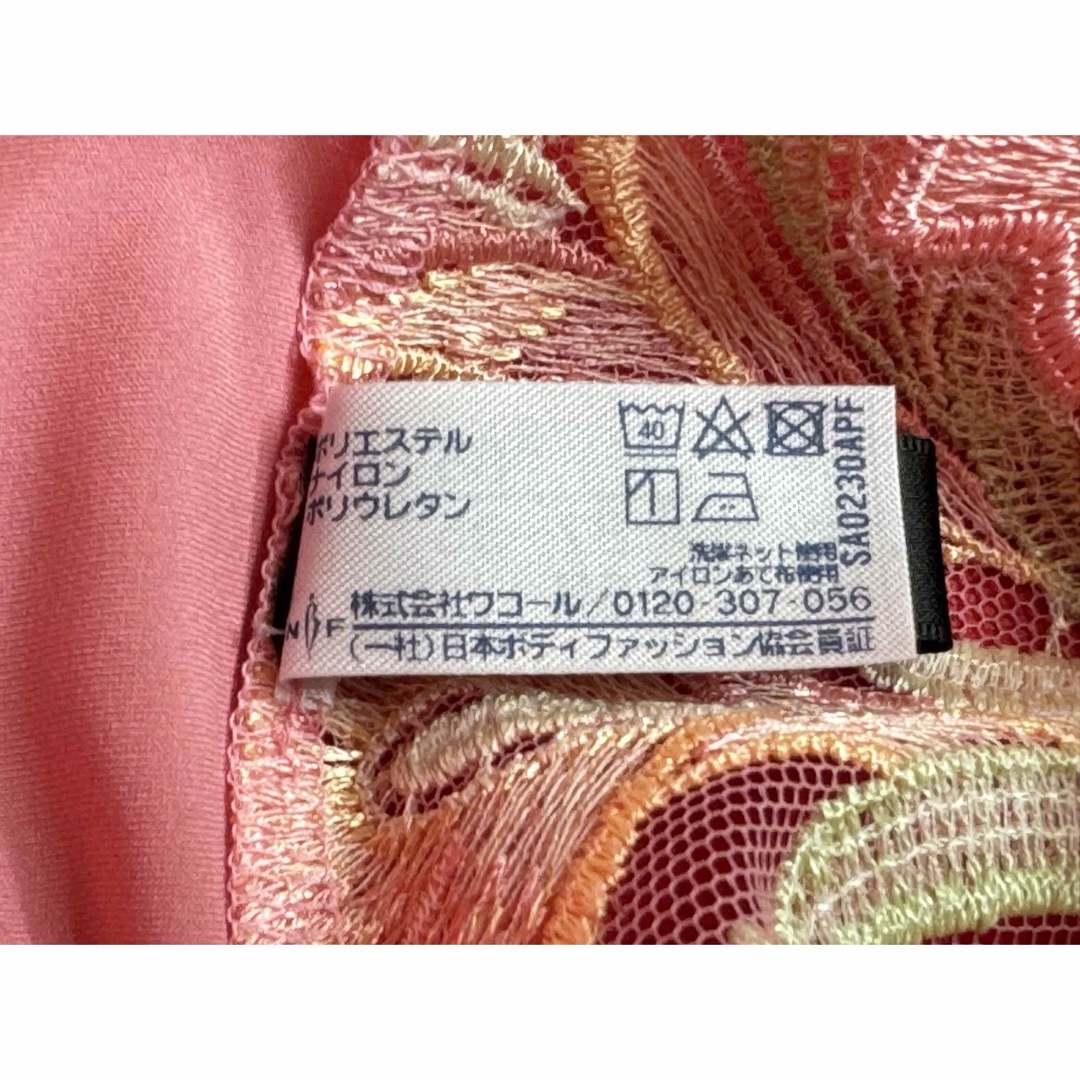 ポリエステル
ナイロン
ポリウレタン
40
SA0230APF
洗濯ネット使用
アイロンあて布使用
株式会社ワコール/0120-307-056
N F
(一社)日本ボディファッション協会認証